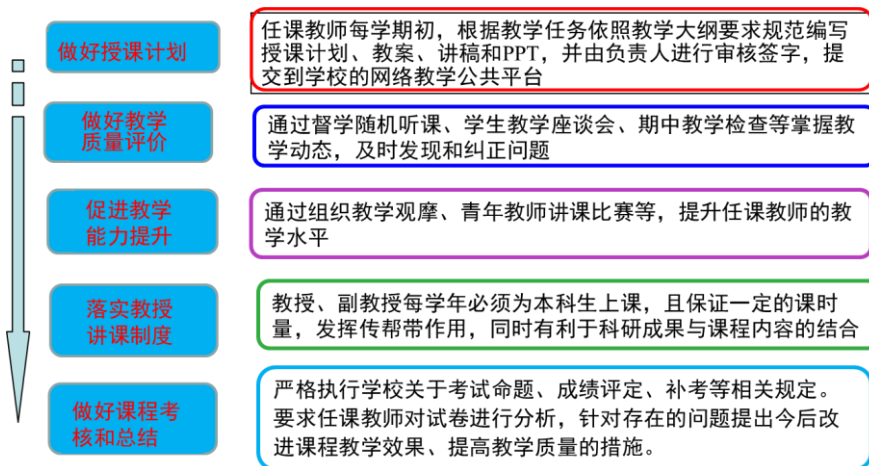 做好授课计划
任课教师每学期初，根据教学任务依照教学大纲要求规范编写
授课计划、教案、讲稿和PPT，并由负责人进行审核签字，提
交到学校的网络教学公共平台
做好教学
质量评价
通过督学随机听课、学生教学座谈会、期中教学检查等掌握教
学动态，及时发现和纠正问题
促进教学
能力提升
通过组织教学观摩、青年教师讲课比赛等，提升任课教师的教
学水平
落实教授
讲课制度
教授、副教授每学年必须为本科生上课，且保证一定的课时
量，发挥传帮带作用，同时有利于科研成果与课程内容的结合
做好课程考
核和总结
严格执行学校关于考试命题、成绩评定、补考等相关规定。
要求任课教师对试卷进行分析，针对存在的问题提出今后改
进课程教学效果、提高教学质量的措施。